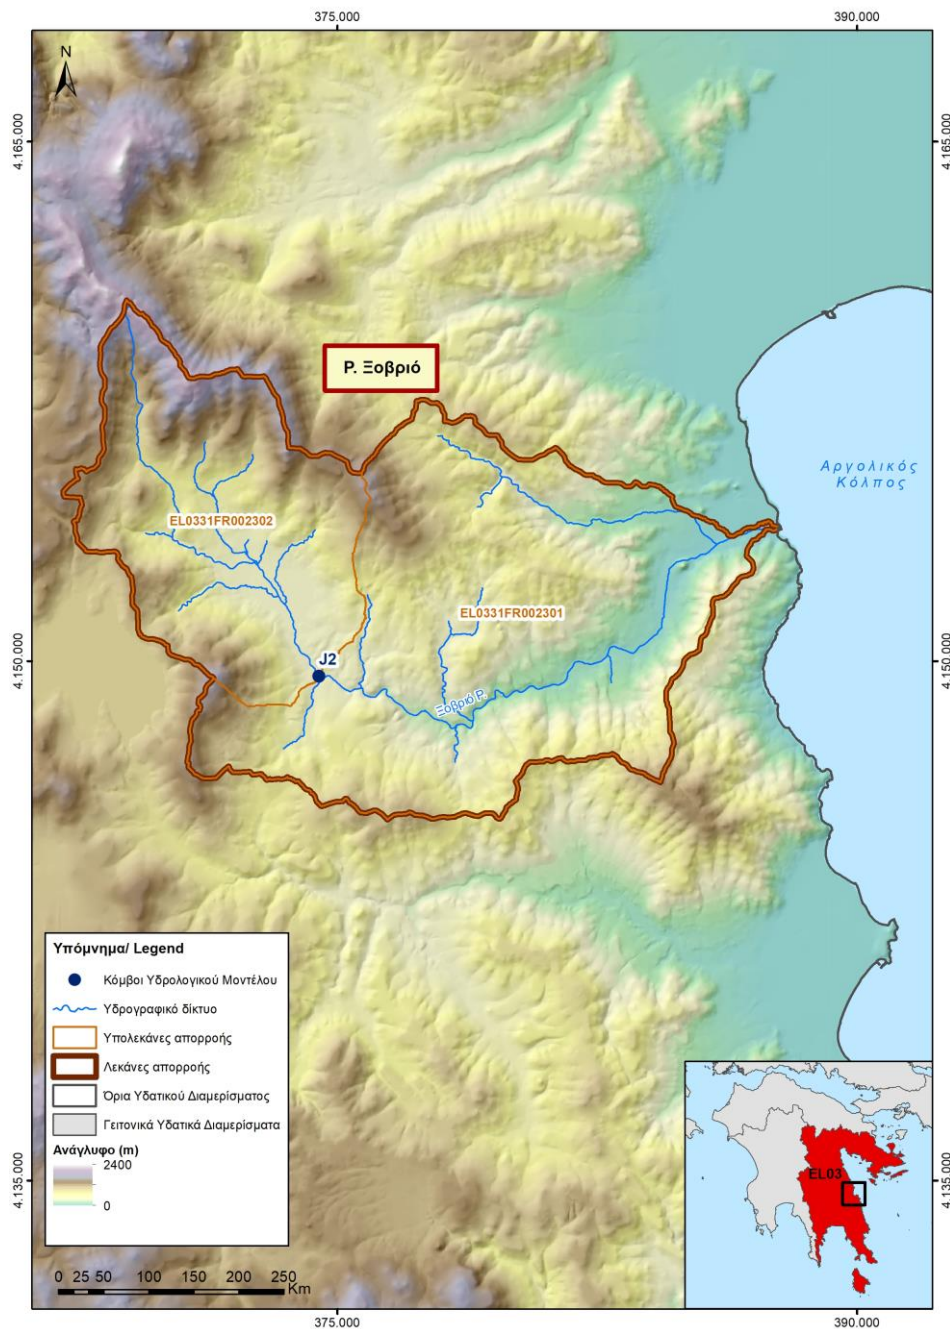 375.000
390.000
N
4.165.000
4.165.000
Ρ. Ξοβριό
Αργολικός
Κόλπος
EL0331FR002302
EL0331FR002301
4.150.000
4.150.000
J2
Ξοβριό Ρ.
Υπόμνημα/ Legend
Κόμβοι Υδρολογικού Μοντέλου
Υδρογραφικό δίκτυο
Υπολεκάνες απορροής
Λεκάνες απορροής
Όρια Υδατικού Διαμερίσματος
Γειτονικά Υδατικά Διαμερίσματα
Ανάγλυφο (m)
2400
0
EL03
4.135.000
4.135.000
0 25 50 100 150 200 250
Km
375.000
390.000